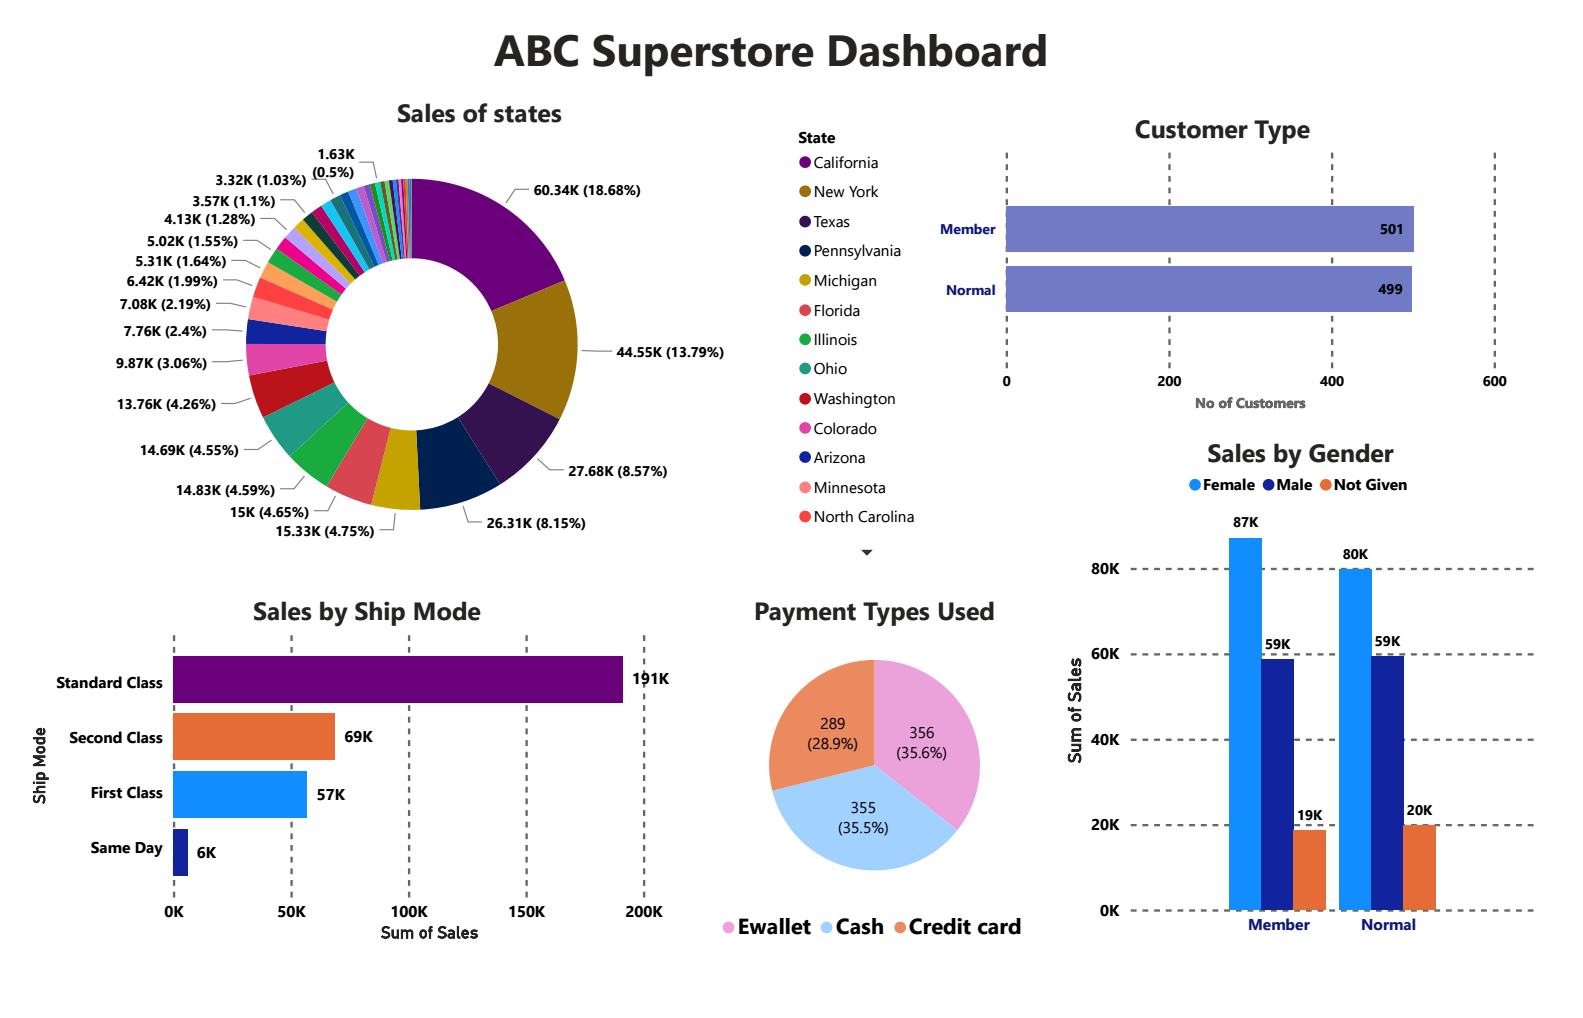 ABC Superstore Dashboard
Sales of states
1.63K
(0.5%)
3.32K (1.03%)
3.57K (1.1%)
4.13K (1.28%)
5.02K (1.55%)
5.31K (1.64%)
6.42K (1.99%)
7.08K (2.19%)
7.76K (2.4%)
9.87K (3.06%)
13.76K (4.26%)
14.69K (4.55%)
14.83K (4.59%)
15K (4.65%)
15.33K (4.75%)
26.31K (8.15%)
27.68K (8.57%)
44.55K (13.79%)
60.34K (18.68%)
State
California
New York
Texas
Pennsylvania
Michigan
Florida
Illinois
Ohio
Washington
Colorado
Arizona
Minnesota
North Carolina
Customer Type
Member
501
Normal
499
0 200 400 600
No of Customers
Sales by Gender
Female Male Not Given
Sum of Sales
80K
60K
40K
20K
0K
87K
59K
19K
80K
59K
20K
Member Normal
Sales by Ship Mode
Ship Mode
Standard Class
191K
Second Class
69K
First Class
57K
Same Day
6K
0K 50K 100K 150K 200K
Sum of Sales
Payment Types Used
289
(28.9%)
356
(35.6%)
355
(35.5%)
Ewallet Cash Credit card